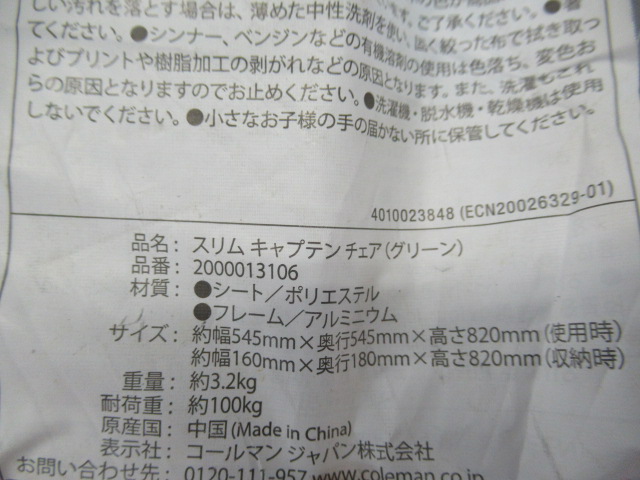 しい汚れを落とす場合は、薄めた中性洗剤を使い、固く絞った布で拭き取っ
てください。●シンナー、ベンジンなどの有機溶剤の使用は色落ち、変色お
よびプリントや樹脂加工の剥がれなどの原因となります。また、洗濯もこれ
らの原因となりますのでお止めください。●洗濯機・脱水機・乾燥機は使用
しないでください。●小さなお子様の手の届かない所に保管してください。
4010023848 (ECN20026329-01)
品名：スリム キャプテン チェア（グリーン）
品番：2000013106
材質：●シート／ポリエステル
●フレーム／アルミニウム
サイズ：約幅545mm×奥行545mm×高さ820mm（使用時）
約幅160mm×奥行180mm×高さ820mm（収納時）
重量：約3.2kg
耐荷重：約100kg
原産国：中国(Made in China)
表示社：コールマン ジャパン株式会社
お問い合わせ先：0120-111-957 www.coleman.co.jp